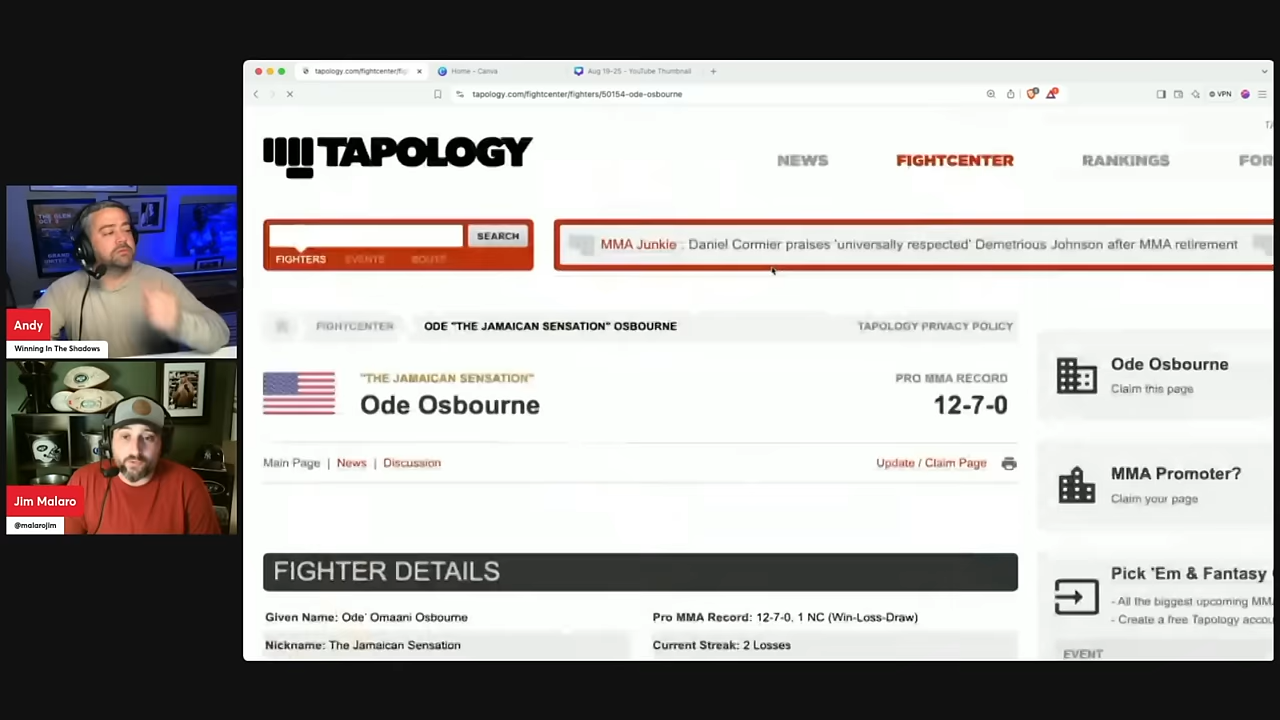 tapology.com/fightcenter/fig
Home - Canva
Aug 19-25 - YouTube Thumbnail
tapology.com/fightcenter/fighters/50154-ode-osbourne
VPN
TAPOLOGY
NEWS
FIGHTCENTER
RANKINGS
FOR
SEARCH
FIGHTERS
EVENTS
BOUTS
MMA Junkie : Daniel Cormier praises 'universally respected' Demetrious Johnson after MMA retirement
FIGHTCENTER
ODE "THE JAMAICAN SENSATION" OSBOURNE
TAPOLOGY PRIVACY POLICY
"THE JAMAICAN SENSATION"
Ode Osbourne
PRO MMA RECORD
12-7-0
Main Page | News | Discussion
Update / Claim Page
FIGHTER DETAILS
Given Name: Ode' Omaani Osbourne
Pro MMA Record: 12-7-0, 1 NC (Win-Loss-Draw)
Nickname: The Jamaican Sensation
Current Streak: 2 Losses
Ode Osbourne
Claim this page
MMA Promoter?
Claim your page
Pick 'Em & Fantasy
- All the biggest upcoming MMA
- Create a free Tapology accou
EVENT
Andy
Winning In The Shadows
Jim Malaro
@malarojim